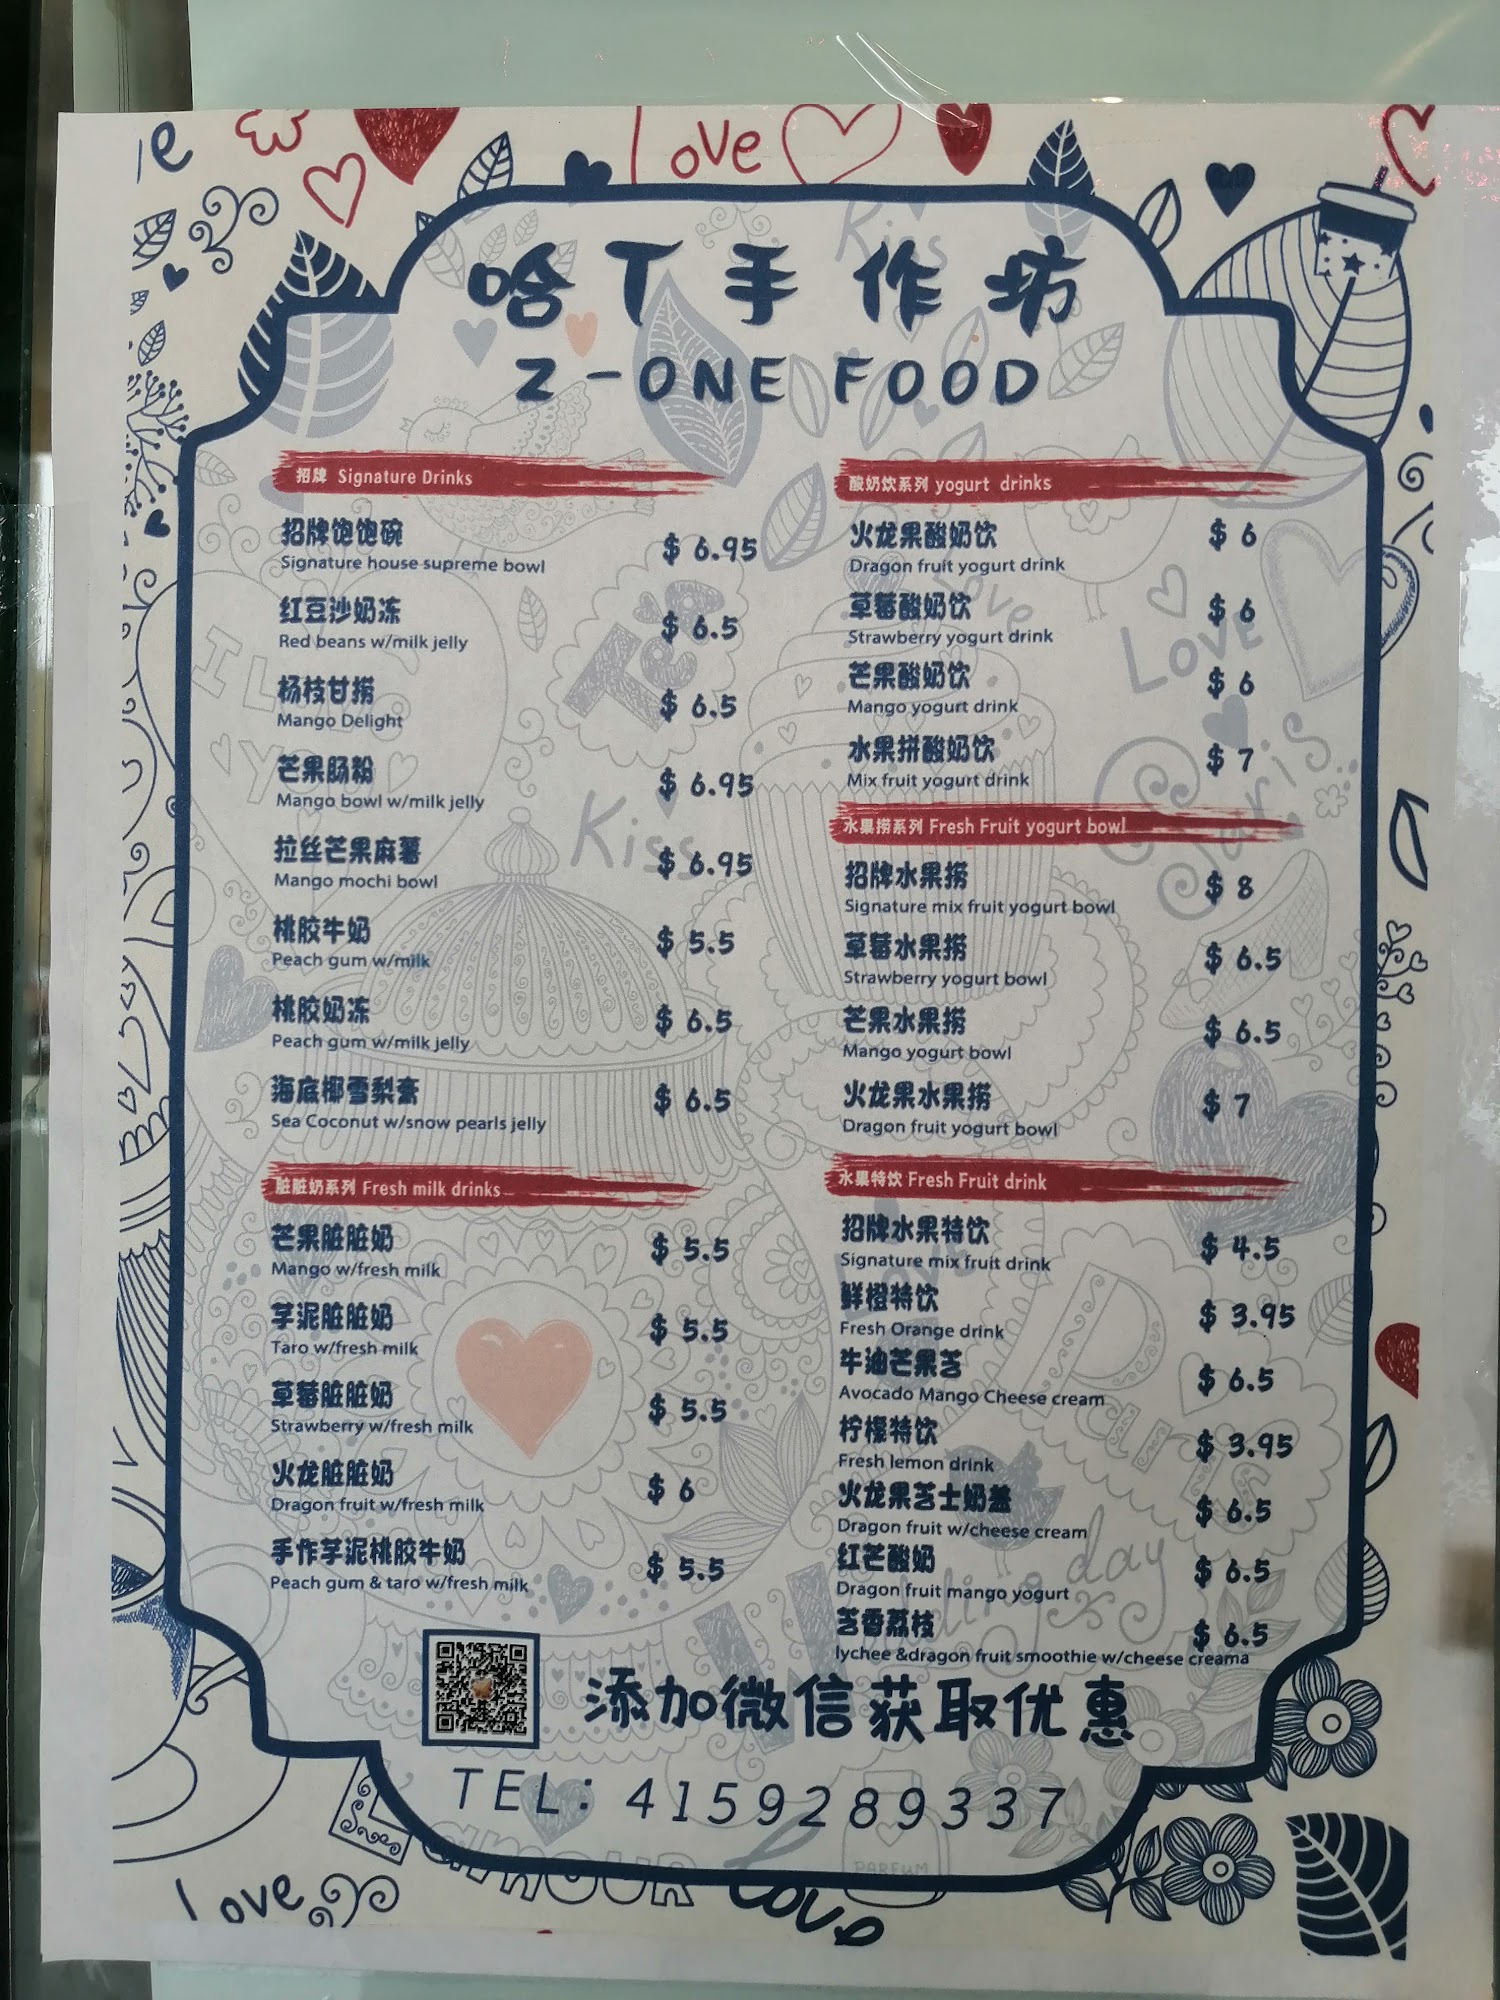 哈丁手作坊
Z-ONE FOOD
招牌 Signature Drinks
招牌饱饱碗
Signature house supreme bowl
$ 6.95
红豆沙奶冻
Red beans w/milk jelly
$ 6.5
杨枝甘捞
Mango Delight
$ 6.5
芒果肠粉
Mango bowl w/milk jelly
$ 6.95
拉丝芒果麻薯
Mango mochi bowl
$ 6.95
桃胶牛奶
Peach gum w/milk
$ 5.5
桃胶奶冻
Peach gum w/milk jelly
$ 6.5
海底椰雪梨膏
Sea Coconut w/snow pearls jelly
$ 6.5
脏脏奶系列 Fresh milk drinks
芒果脏脏奶
Mango w/fresh milk
$ 5.5
芋泥脏脏奶
Taro w/fresh milk
$ 5.5
草莓脏脏奶
Strawberry w/fresh milk
$ 5.5
火龙脏脏奶
Dragon fruit w/fresh milk
$ 6
手作芋泥桃胶牛奶
Peach gum & taro w/fresh milk
$ 5.5
酸奶饮系列 yogurt drinks
火龙果酸奶饮
Dragon fruit yogurt drink
$ 6
草莓酸奶饮
Strawberry yogurt drink
$ 6
芒果酸奶饮
Mango yogurt drink
$ 6
水果拼酸奶饮
Mix fruit yogurt drink
$ 7
水果捞系列 Fresh Fruit yogurt bowl
招牌水果捞
Signature mix fruit yogurt bowl
$ 8
草莓水果捞
Strawberry yogurt bowl
$ 6.5
芒果水果捞
Mango yogurt bowl
$ 6.5
火龙果水果捞
Dragon fruit yogurt bowl
$ 7
水果特饮 Fresh Fruit drink
招牌水果特饮
Signature mix fruit drink
$ 4.5
鲜橙特饮
Fresh Orange drink
$ 3.95
牛油芒果芝
Avocado Mango Cheese cream
$ 6.5
柠檬特饮
Fresh lemon drink
$ 3.95
火龙果芝士奶盖
Dragon fruit w/cheese cream
$ 6.5
红芒酸奶
Dragon fruit mango yogurt
$ 6.5
芝香荔枝
lychee &dragon fruit smoothie w/cheese creama
$ 6.5
添加微信获取优惠
TEL: 4159289337
love
Love
Kiss
Tea
I LOVE
YOU
Kiss
Love
LOVE
Paris
PARIS
Wedding day
amour
PARFUM
love
love